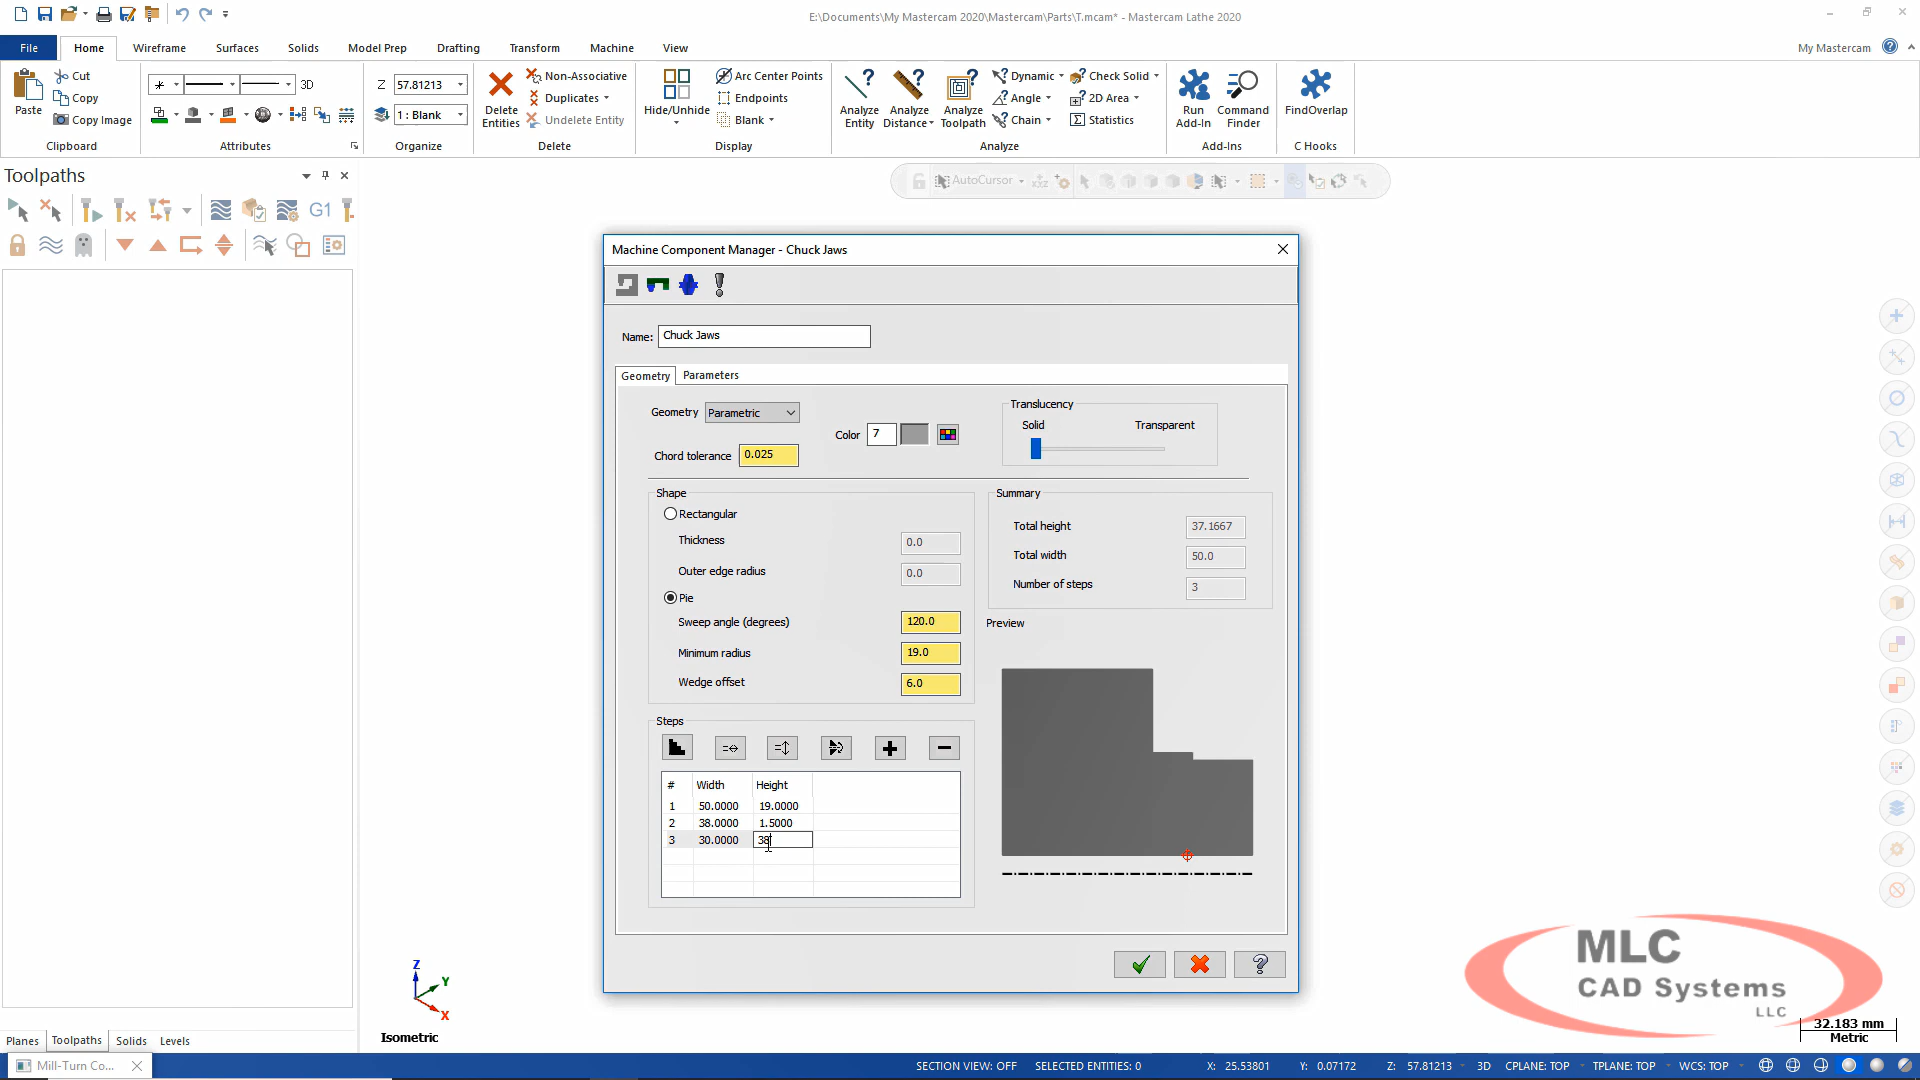 E:\Documents\My Mastercam 2020\Mastercam\Parts\T.mcam* - Mastercam Lathe 2020
File Home Wireframe Surfaces Solids Model Prep Drafting Transform Machine View My Mastercam
Paste
Cut
Copy
Copy Image
Clipboard
3D
Attributes
Z 57.81213
1 : Blank
Organize
Delete Entities
Non-Associative
Duplicates
Undelete Entity
Delete
Hide/Unhide
Arc Center Points
Endpoints
Blank
Display
Analyze Entity
Analyze Distance
Analyze Toolpath
Dynamic
Angle
Chain
Check Solid
2D Area
Statistics
Analyze
Run Add-In
Command Finder
Add-Ins
FindOverlap
C Hooks
Toolpaths
G1
AutoCursor
Machine Component Manager - Chuck Jaws
Name: Chuck Jaws
Geometry Parameters
Geometry Parametric
Color 7
Chord tolerance 0.025
Translucency
Solid Transparent
Shape
Rectangular
Thickness 0.0
Outer edge radius 0.0
Pie
Sweep angle (degrees) 120.0
Minimum radius 19.0
Wedge offset 6.0
Summary
Total height 37.1667
Total width 50.0
Number of steps 3
Preview
Steps
# Width Height
1 50.0000 19.0000
2 38.0000 1.5000
3 30.0000 38
Z
Y
X
Isometric
MLC
CAD Systems
LLC
32.183 mm
Metric
Planes Toolpaths Solids Levels
Mill-Turn Co...
SECTION VIEW: OFF SELECTED ENTITIES: 0 X: 25.53801 Y: 0.07172 Z: 57.81213 3D CPLANE: TOP TPLANE: TOP WCS: TOP